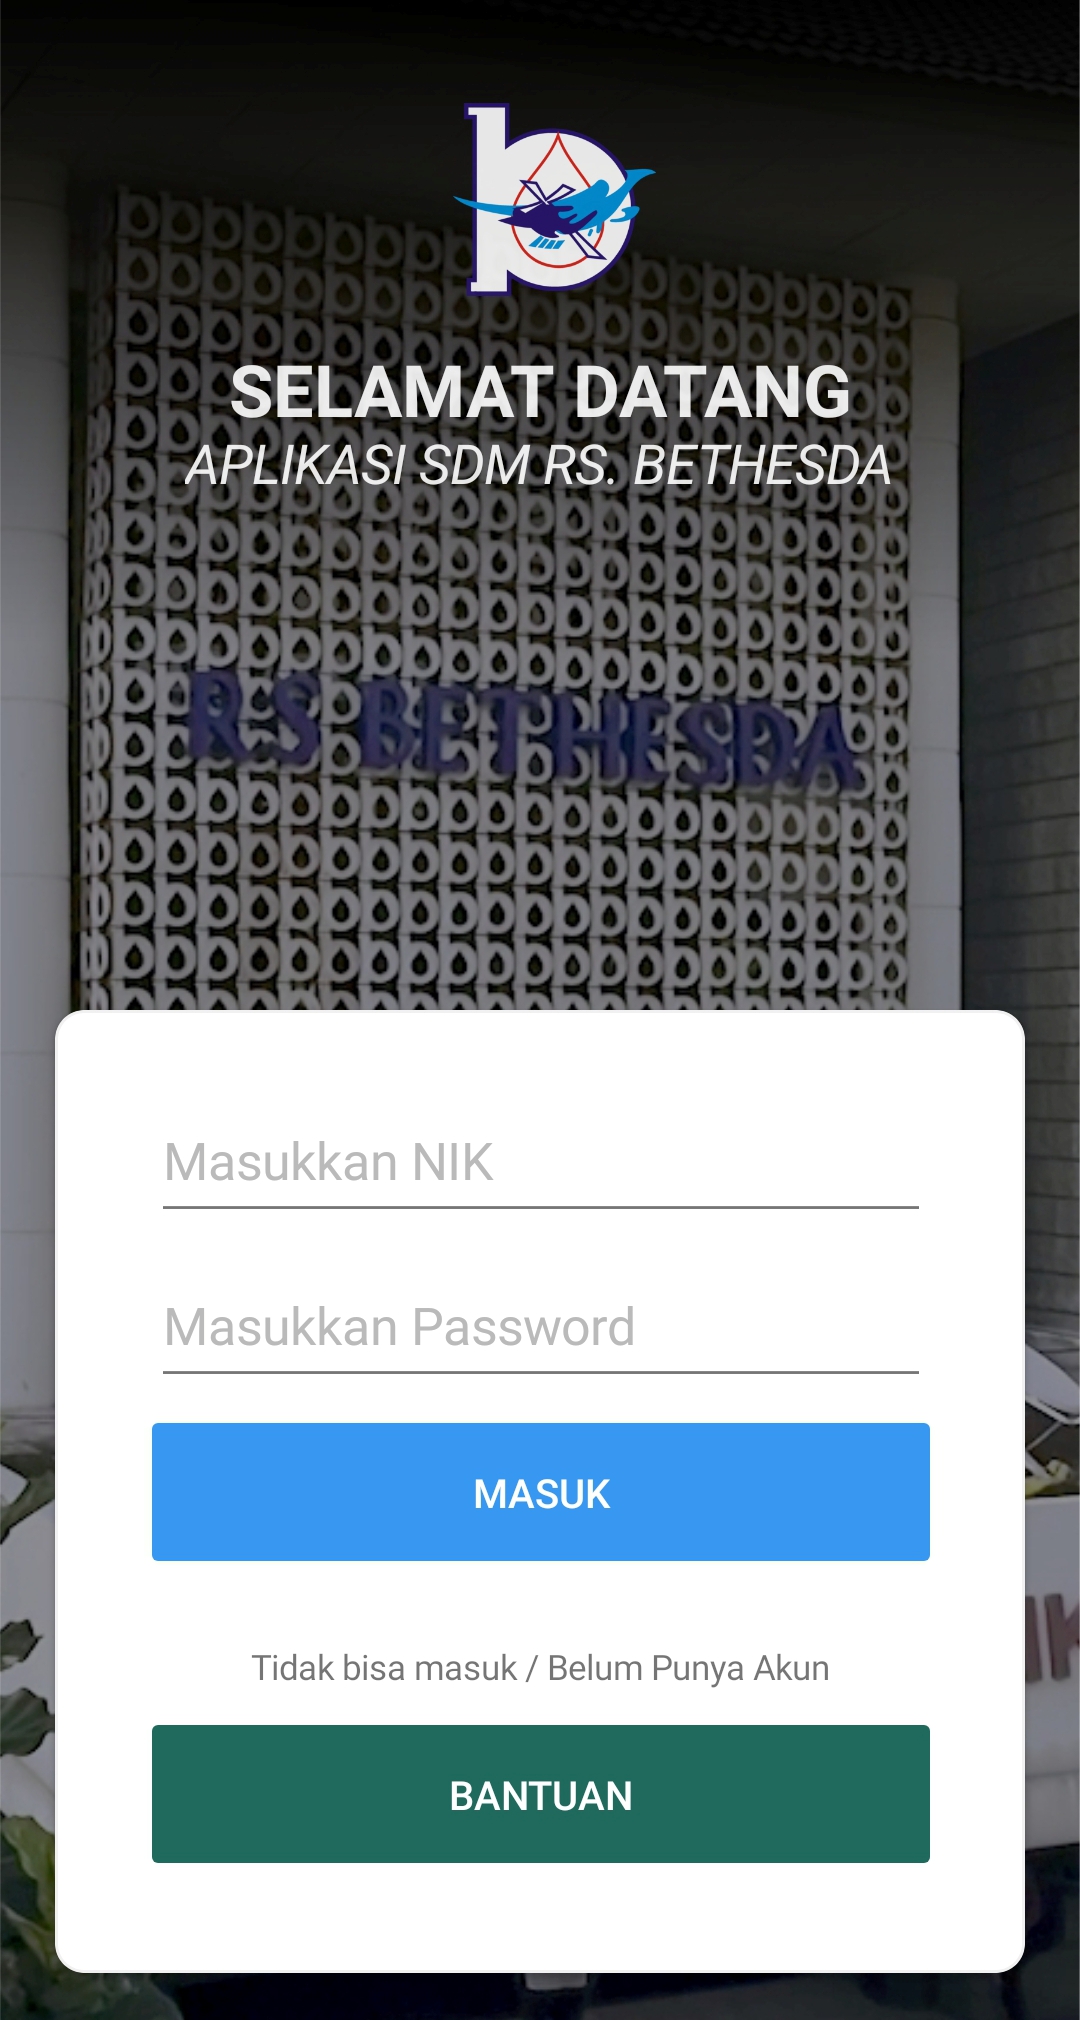 SELAMAT DATANG
APLIKASI SDM RS. BETHESDA
RS BETHESDA
Masukkan NIK
Masukkan Password
MASUK
Tidak bisa masuk / Belum Punya Akun
BANTUAN